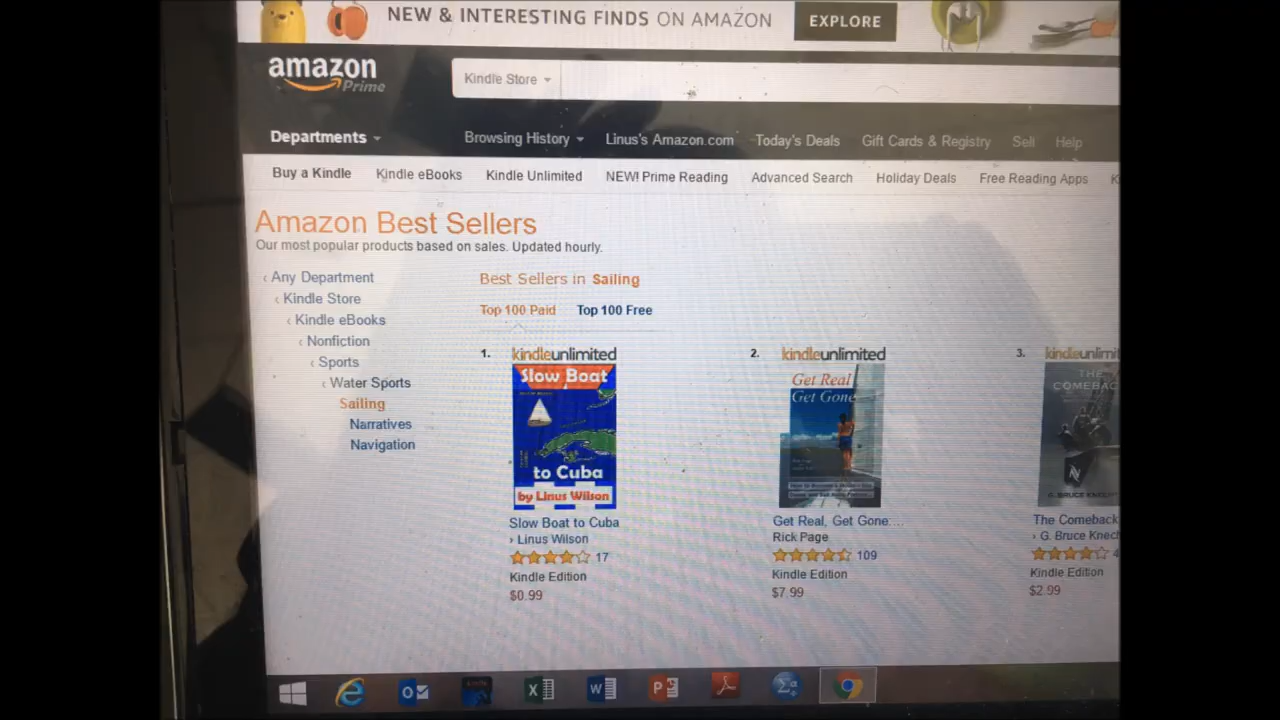 NEW & INTERESTING FINDS ON AMAZON EXPLORE
amazon
Prime
Kindle Store
Departments Browsing History Linus's Amazon.com Today's Deals Gift Cards & Registry Sell Help
Buy a Kindle Kindle eBooks Kindle Unlimited NEW! Prime Reading Advanced Search Holiday Deals Free Reading Apps K
Amazon Best Sellers
Our most popular products based on sales. Updated hourly.
‹ Any Department
‹ Kindle Store
‹ Kindle eBooks
‹ Nonfiction
‹ Sports
‹ Water Sports
Sailing
Narratives
Navigation
Best Sellers in Sailing
Top 100 Paid Top 100 Free
1. kindleunlimited
Slow Boat
to Cuba
by Linus Wilson
Slow Boat to Cuba
› Linus Wilson
17
Kindle Edition
$0.99
2. kindleunlimited
Get Real
Get Gone
Get Real, Get Gone:...
Rick Page
109
Kindle Edition
$7.99
3. kindleunlimi
THE
COMEBAC
G. BRUCE KNECH
The Comeback
› G. Bruce Knech
4
Kindle Edition
$2.99